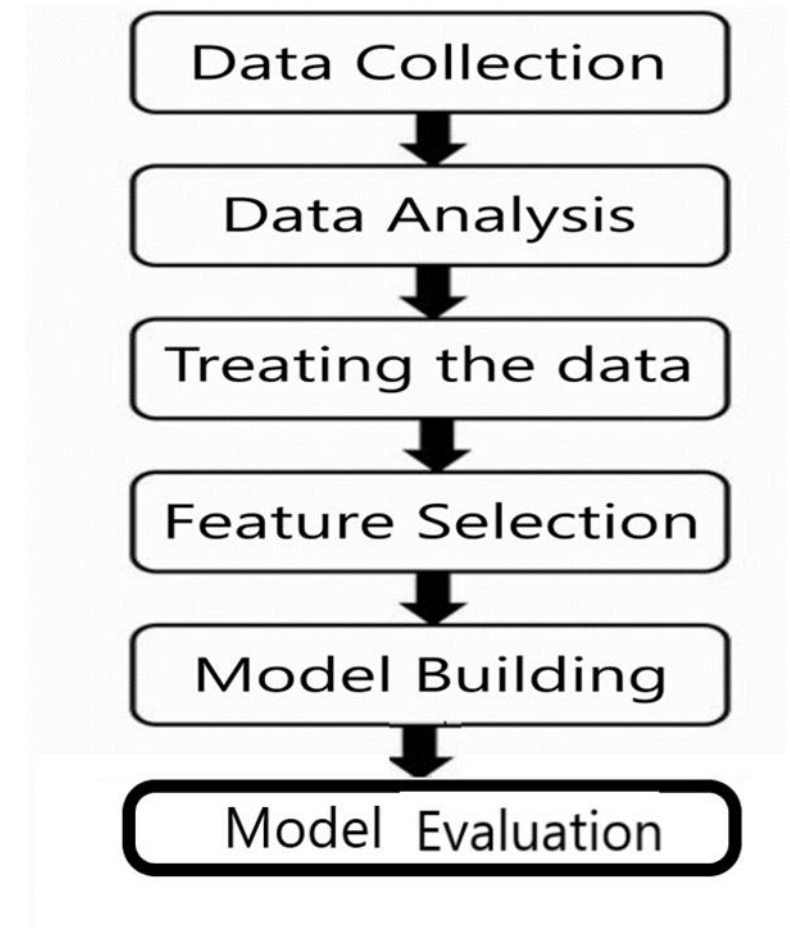 Data Collection
Data Analysis
Treating the data
Feature Selection
Model Building
Model Evaluation